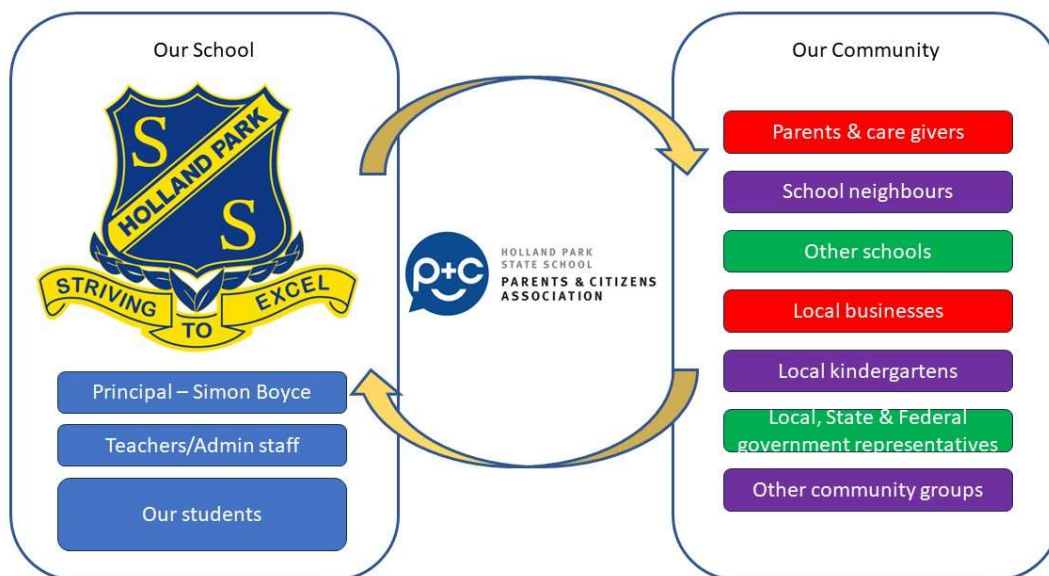 Our School
S
HOLLAND PARK
S
STRIVING
TO
EXCEL
Principal – Simon Boyce
Teachers/Admin staff
Our students
p+c
HOLLAND PARK
STATE SCHOOL
PARENTS & CITIZENS
ASSOCIATION
Our Community
Parents & care givers
School neighbours
Other schools
Local businesses
Local kindergartens
Local, State & Federal
government representatives
Other community groups